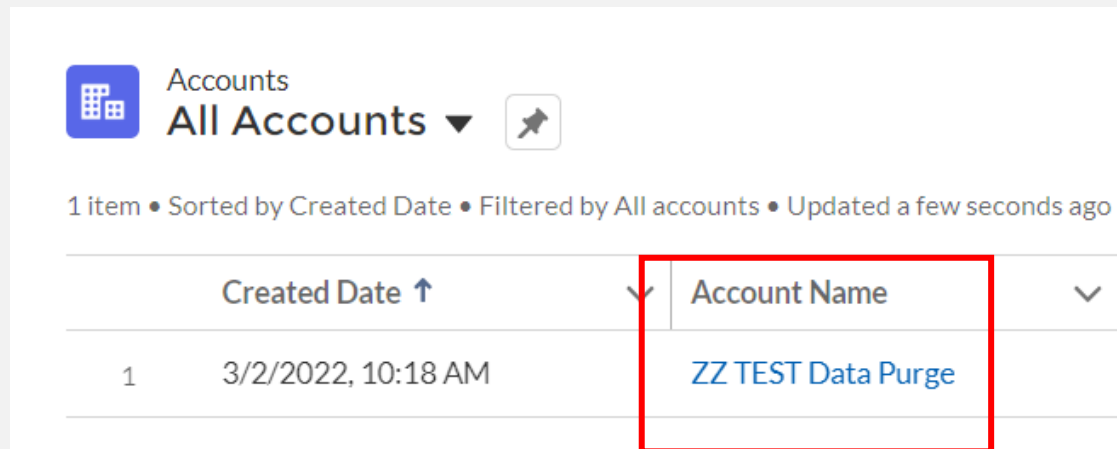 Accounts
All Accounts
1 item • Sorted by Created Date • Filtered by All accounts • Updated a few seconds ago
Created Date ↑ Account Name
1 3/2/2022, 10:18 AM ZZ TEST Data Purge